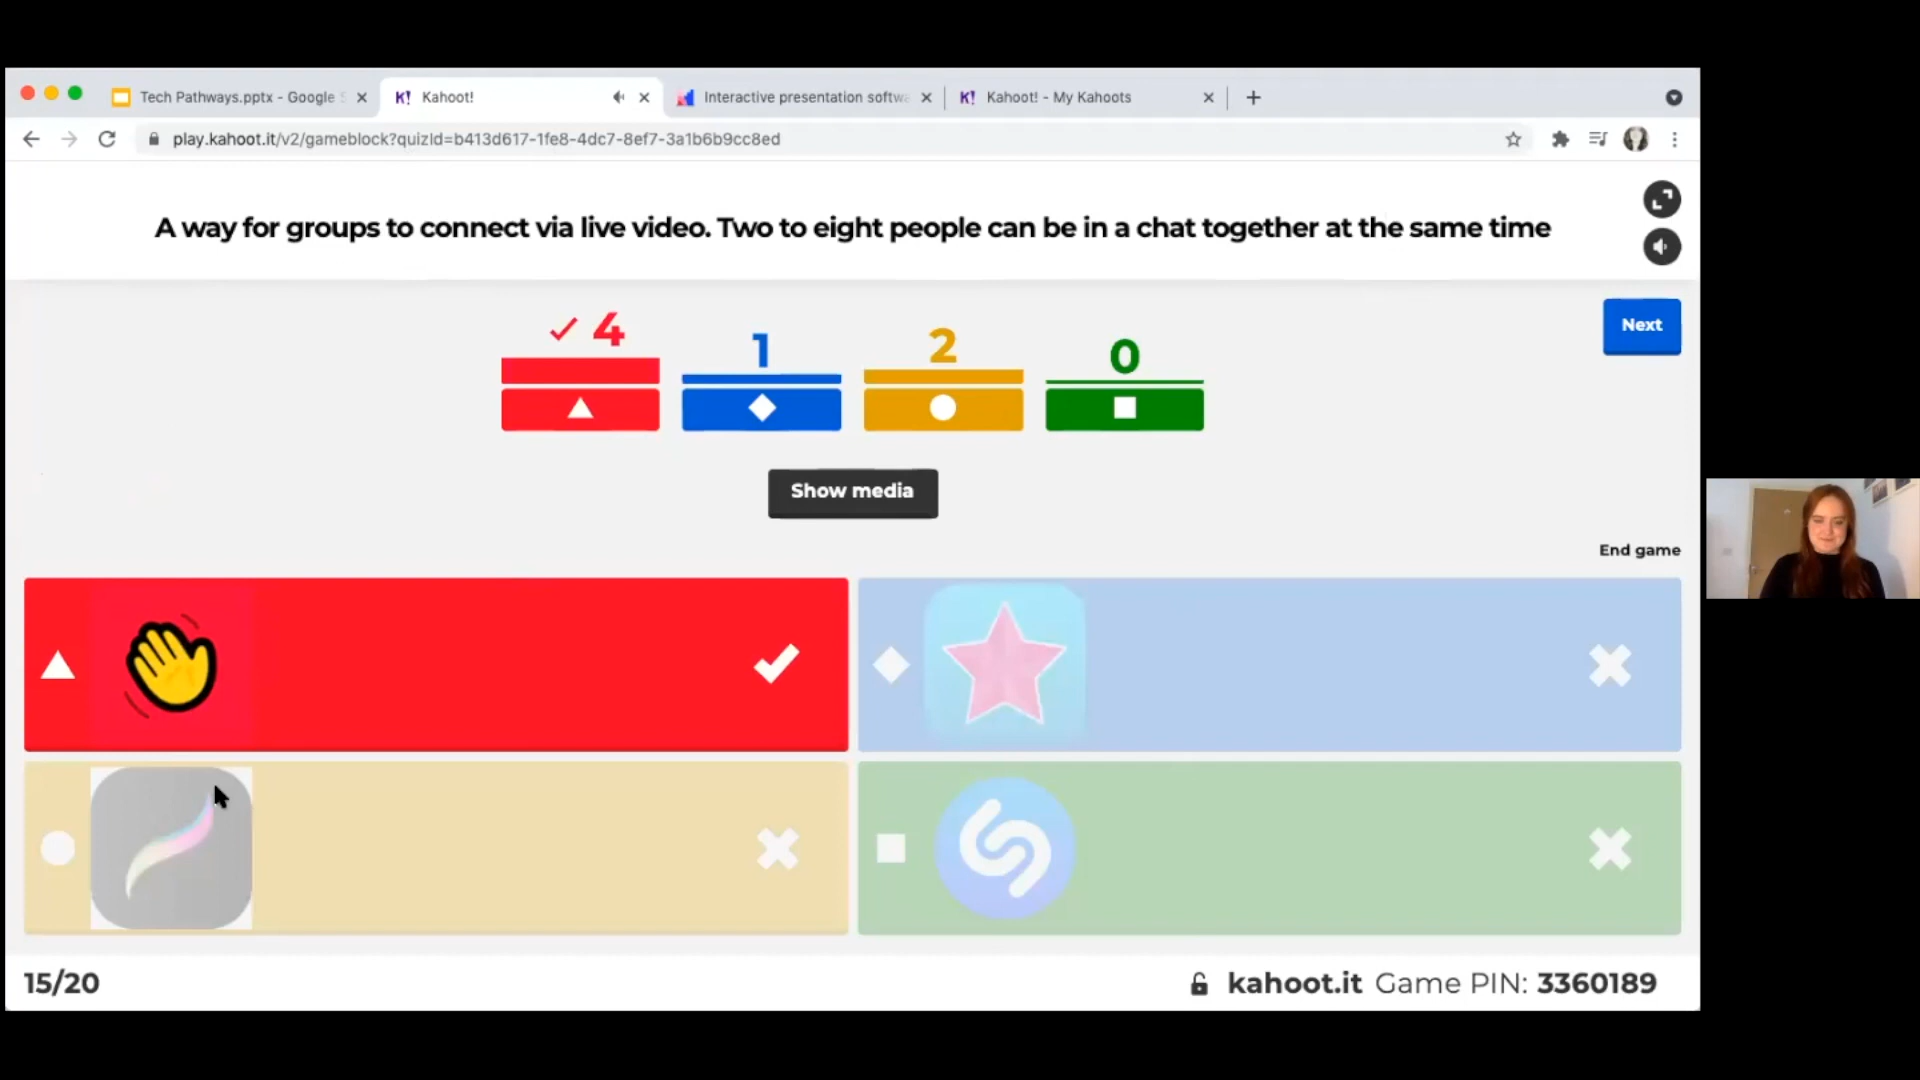 Tech Pathways.pptx - Google S
Kahoot!
Interactive presentation softwa
Kahoot! - My Kahoots
play.kahoot.it/v2/gameblock?quizId=b413d617-1fe8-4dc7-8ef7-3a1b6b9cc8ed
A way for groups to connect via live video. Two to eight people can be in a chat together at the same time
Next
4
1
2
0
Show media
End game
15/20
kahoot.it Game PIN: 3360189